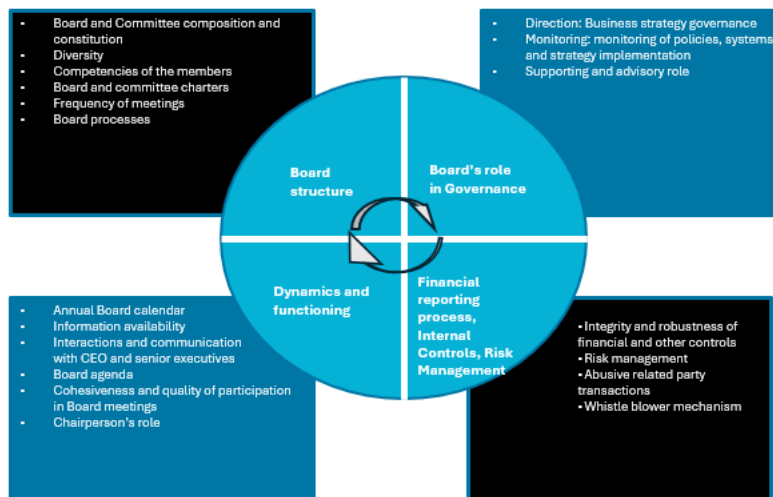 - Board and Committee composition and
constitution
- Diversity
- Competencies of the members
- Board and committee charters
- Frequency of meetings
- Board processes
- Direction: Business strategy governance
- Monitoring: monitoring of policies, systems
and strategy implementation
- Supporting and advisory role
Board
structure
Board's role
in Governance
Dynamics and
functioning
Financial
reporting
process,
Internal
Controls, Risk
Management
- Annual Board calendar
- Information availability
- Interactions and communication
with CEO and senior executives
- Board agenda
- Cohesiveness and quality of participation
in Board meetings
- Chairperson's role
▪ Integrity and robustness of
financial and other controls
▪ Risk management
▪ Abusive related party
transactions
▪ Whistle blower mechanism